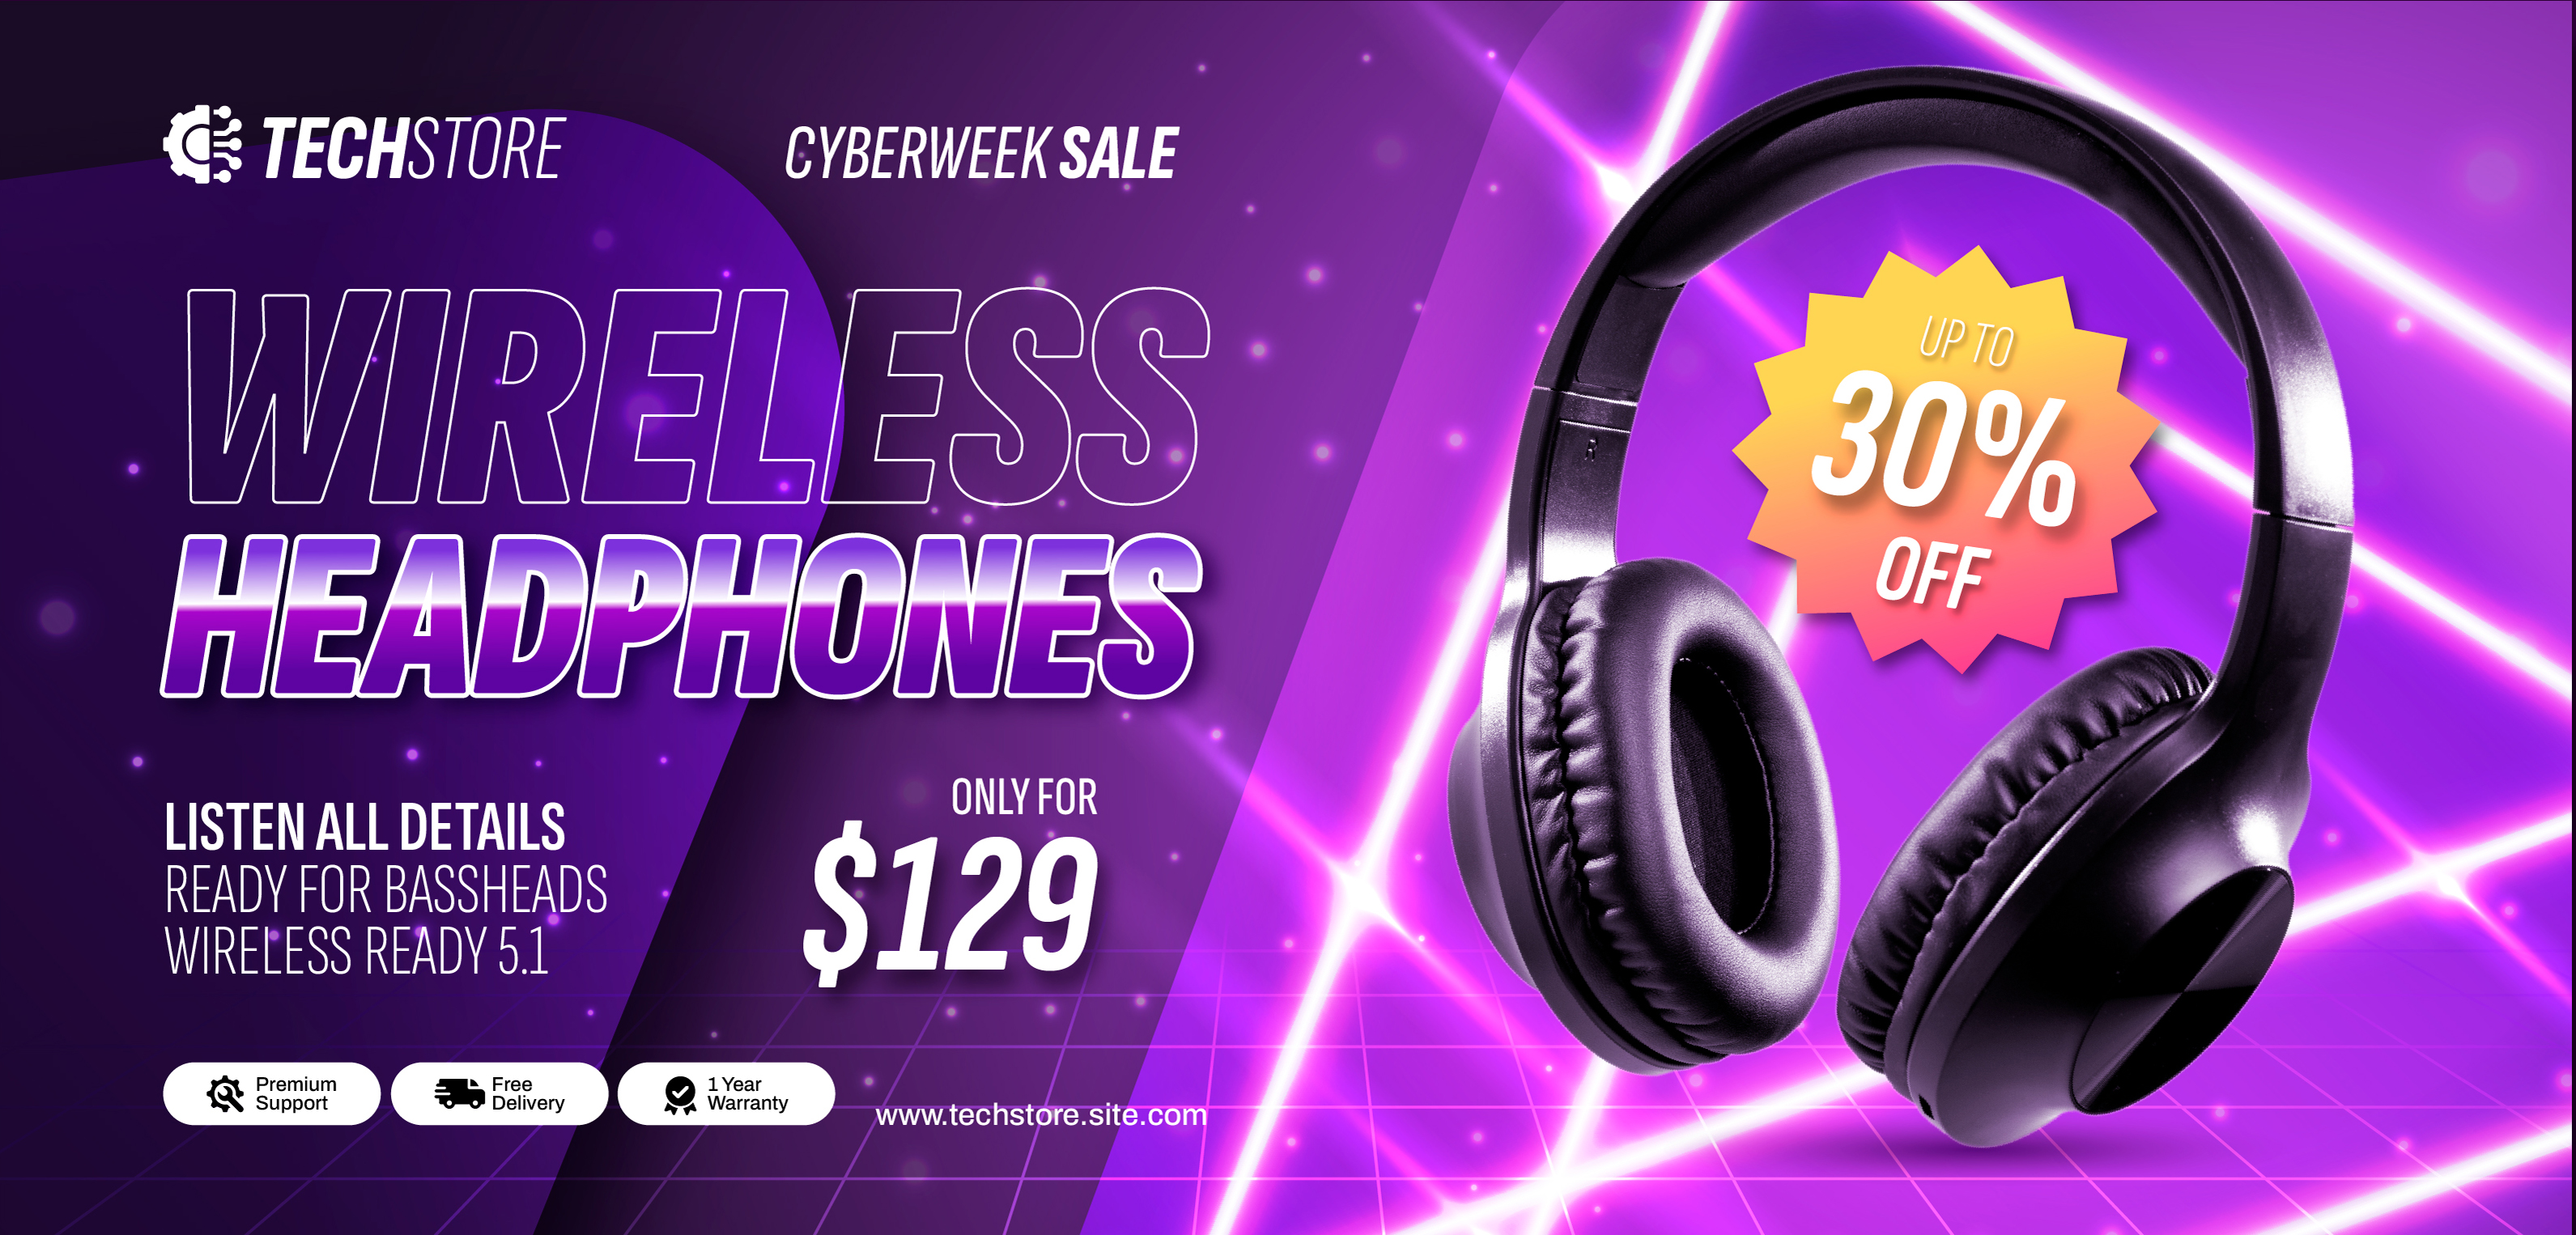 TECHSTORE
CYBERWEEK SALE
WIRELESS
HEADPHONES
LISTEN ALL DETAILS
READY FOR BASSHEADS
WIRELESS READY 5.1
ONLY FOR
$129
Premium
Support
Free
Delivery
1 Year
Warranty
www.techstore.site.com
R
UP TO
30%
OFF